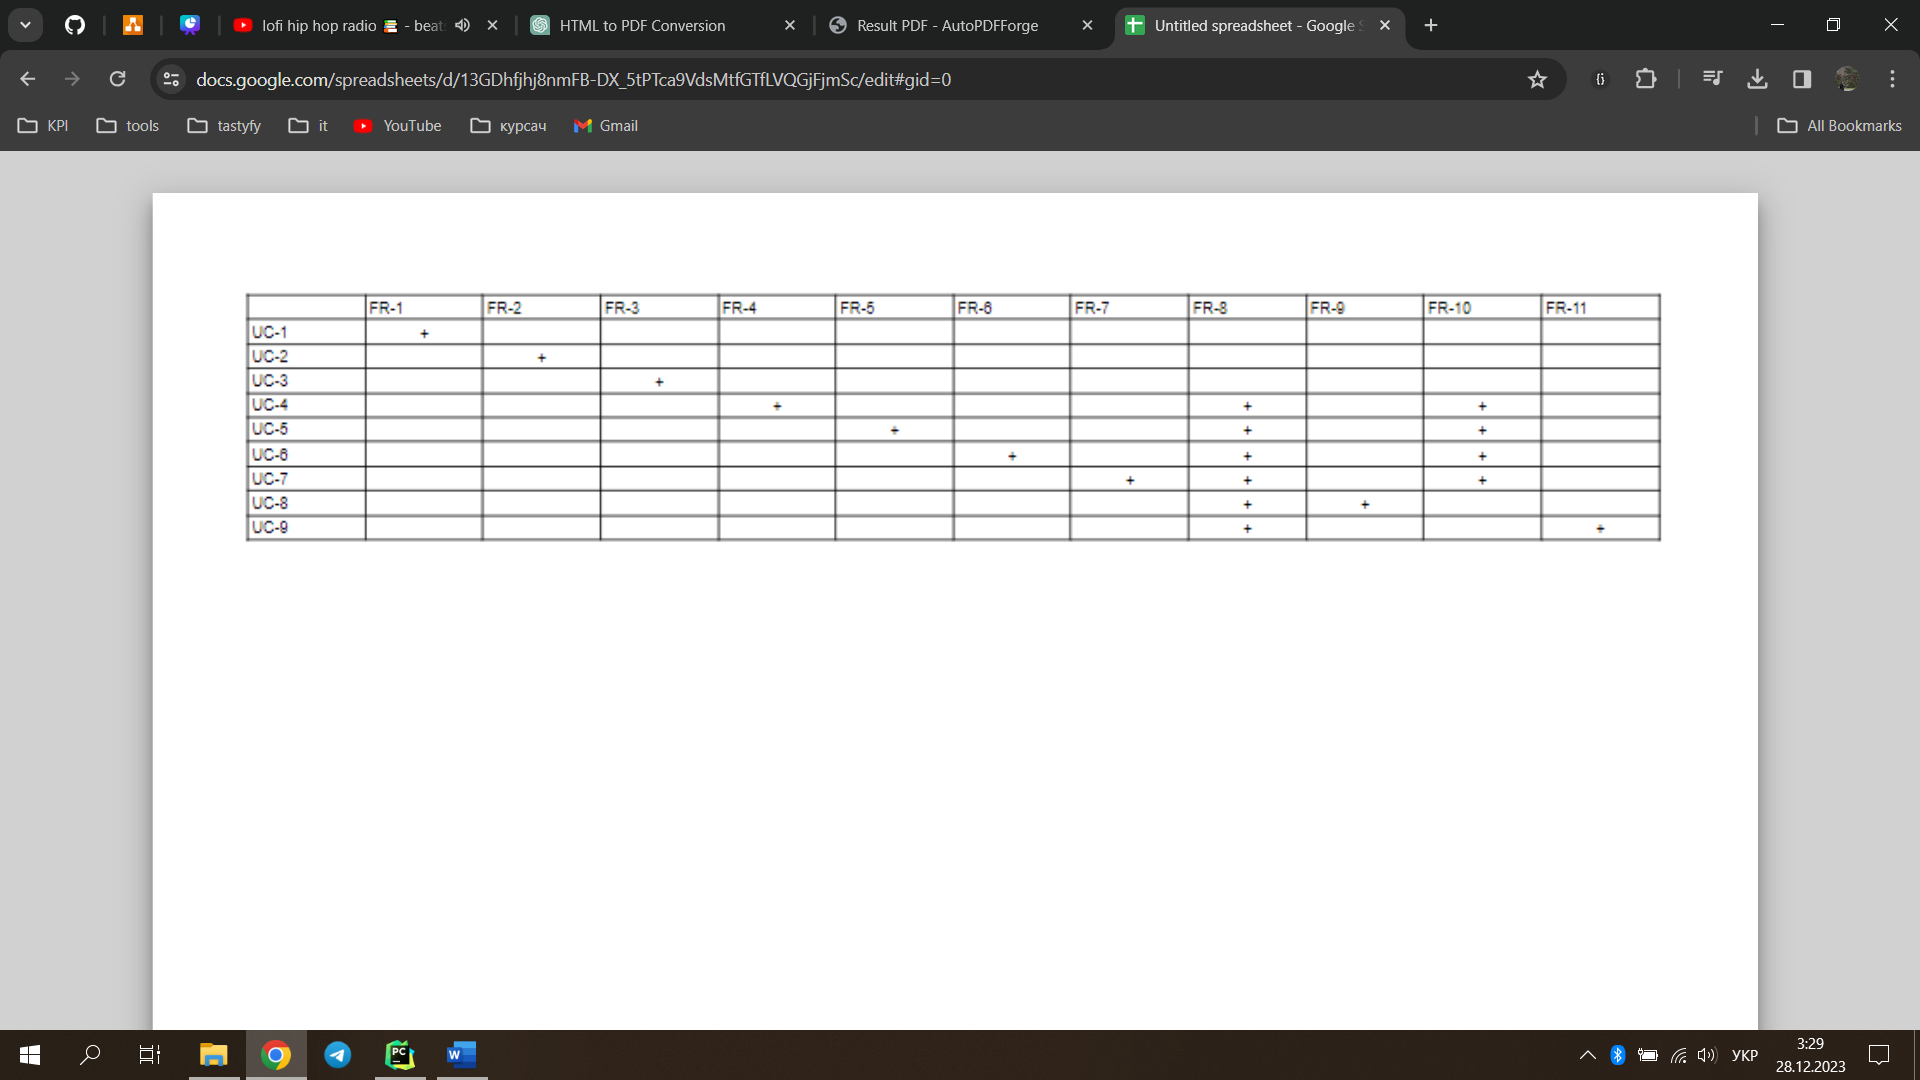 lofi hip hop radio 📚 - beat
HTML to PDF Conversion
Result PDF - AutoPDFForge
Untitled spreadsheet - Google S
docs.google.com/spreadsheets/d/13GDhfjhj8nmFB-DX_5tPTca9VdsMtfGTfLVQGjFjmSc/edit#gid=0
KPI tools tastyfy it YouTube курсач Gmail All Bookmarks
FR-1 FR-2 FR-3 FR-4 FR-5 FR-6 FR-7 FR-8 FR-9 FR-10 FR-11
UC-1 +
UC-2 +
UC-3 +
UC-4 + + +
UC-5 + + +
UC-6 + + +
UC-7 + + +
UC-8 + +
UC-9 + +
PC
W
УКР
3:29
28.12.2023